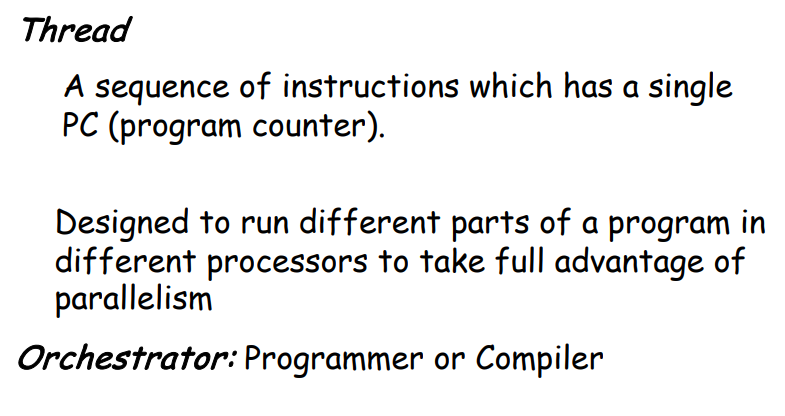 Thread
A sequence of instructions which has a single
PC (program counter).
Designed to run different parts of a program in
different processors to take full advantage of
parallelism
Orchestrator: Programmer or Compiler